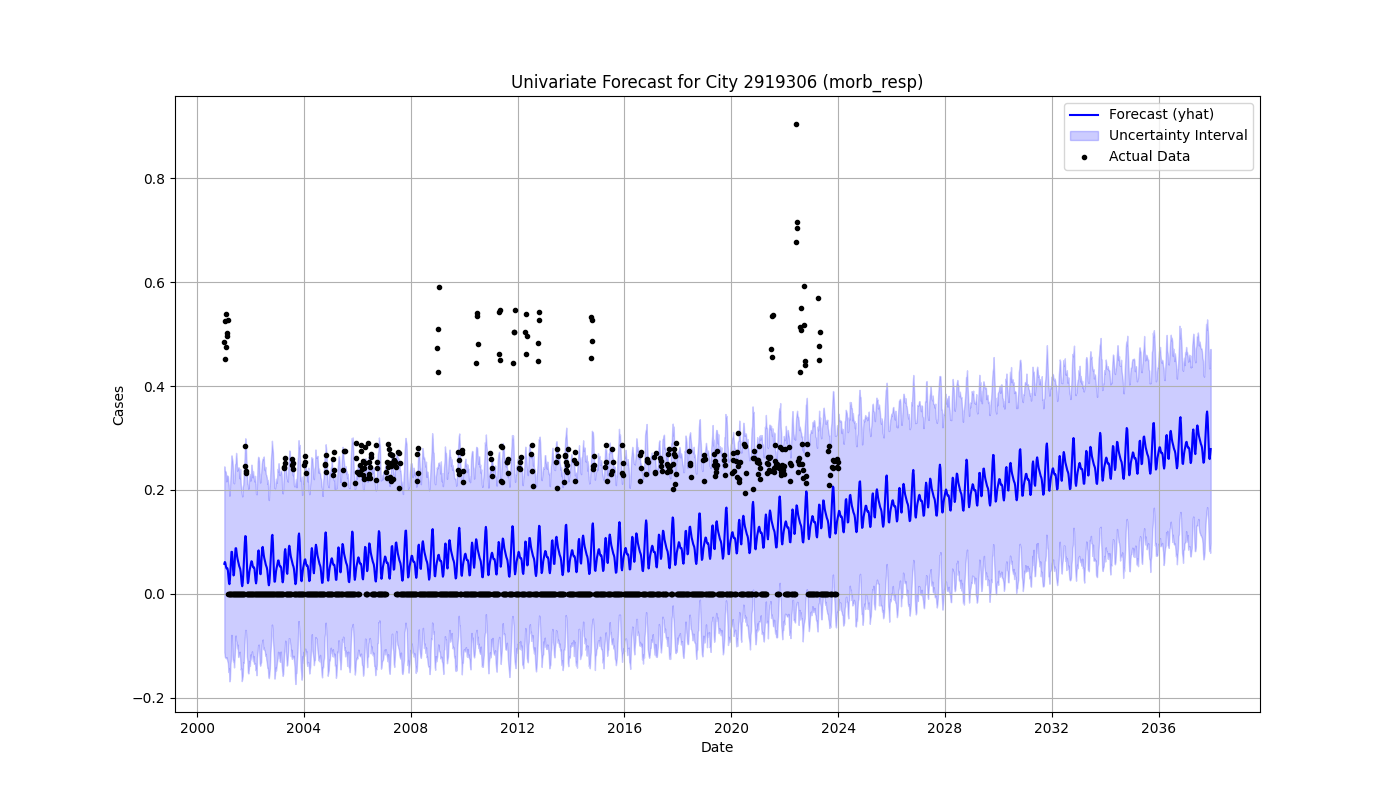 Univariate Forecast for City 2919306 (morb_resp)
Forecast (yhat)
Uncertainty Interval
Actual Data
Cases
0.8
0.6
0.4
0.2
0.0
−0.2
2000 2004 2008 2012 2016 2020 2024 2028 2032 2036
Date